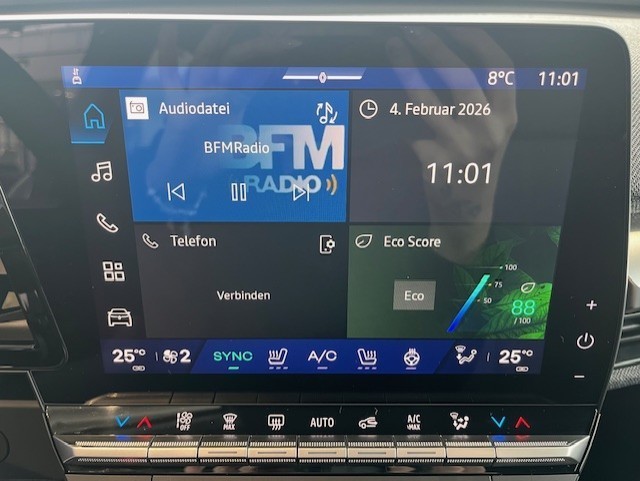 8°C 11:01
Audiodatei
BFMRadio
BFM
RADIO
4. Februar 2026
11:01
Telefon
Verbinden
Eco Score
Eco
100
75
50
88
/100
25°C 2 SYNC A/C 25°C
OFF MAX AUTO A/C MAX
+
−